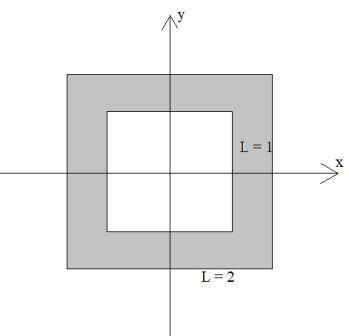 y
L = 1
x
L = 2